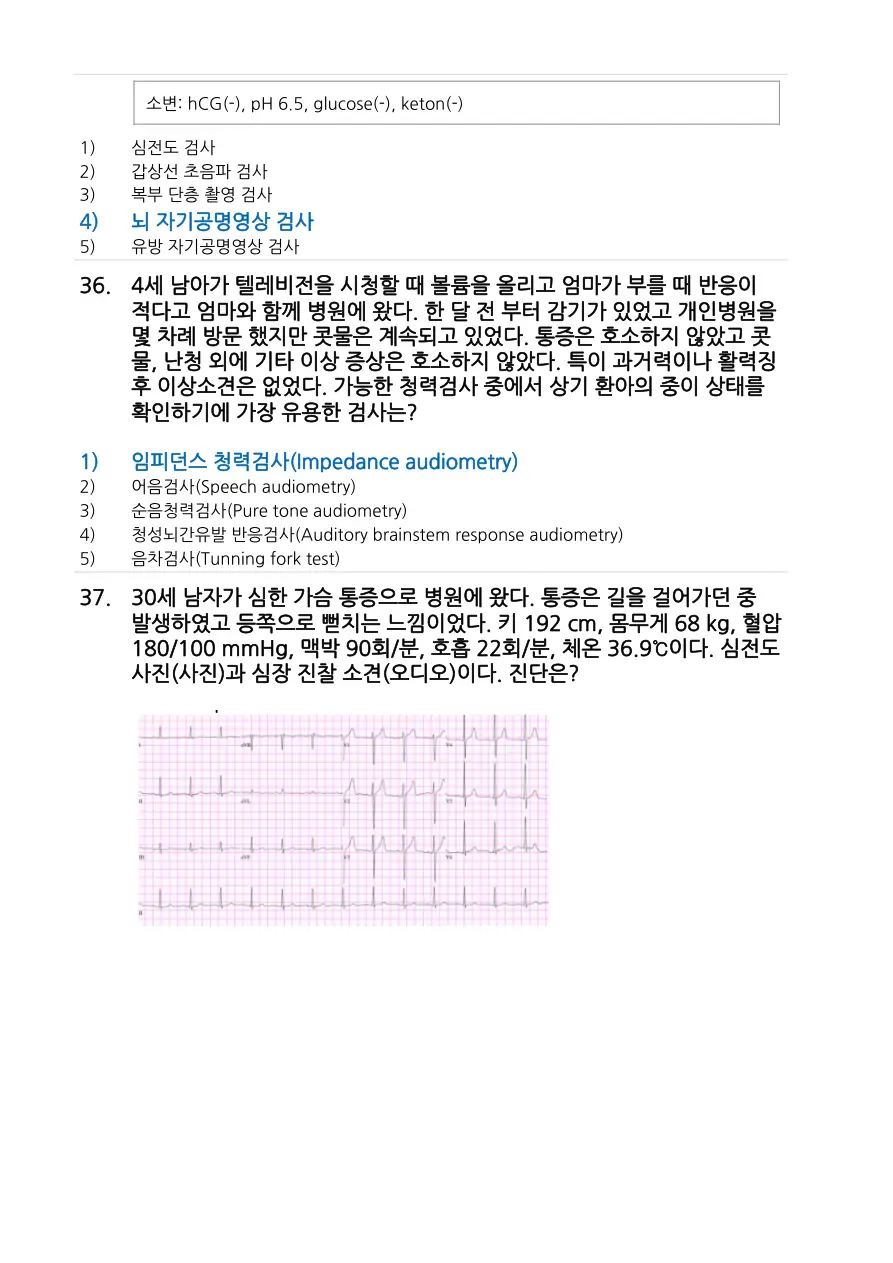 소변: hCG(-), pH 6.5, glucose(-), keton(-)
1) 심전도 검사
2) 갑상선 초음파 검사
3) 복부 단층 촬영 검사
4) 뇌 자기공명영상 검사
5) 유방 자기공명영상 검사
36. 4세 남아가 텔레비전을 시청할 때 볼륨을 올리고 엄마가 부를 때 반응이
적다고 엄마와 함께 병원에 왔다. 한 달 전 부터 감기가 있었고 개인병원을
몇 차례 방문 했지만 콧물은 계속되고 있었다. 통증은 호소하지 않았고 콧
물, 난청 외에 기타 이상 증상은 호소하지 않았다. 특이 과거력이나 활력징
후 이상소견은 없었다. 가능한 청력검사 중에서 상기 환아의 중이 상태를
확인하기에 가장 유용한 검사는?
1) 임피던스 청력검사(Impedance audiometry)
2) 어음검사(Speech audiometry)
3) 순음청력검사(Pure tone audiometry)
4) 청성뇌간유발 반응검사(Auditory brainstem response audiometry)
5) 음차검사(Tunning fork test)
37. 30세 남자가 심한 가슴 통증으로 병원에 왔다. 통증은 길을 걸어가던 중
발생하였고 등쪽으로 뻗치는 느낌이었다. 키 192 cm, 몸무게 68 kg, 혈압
180/100 mmHg, 맥박 90회/분, 호흡 22회/분, 체온 36.9℃이다. 심전도
사진(사진)과 심장 진찰 소견(오디오)이다. 진단은?